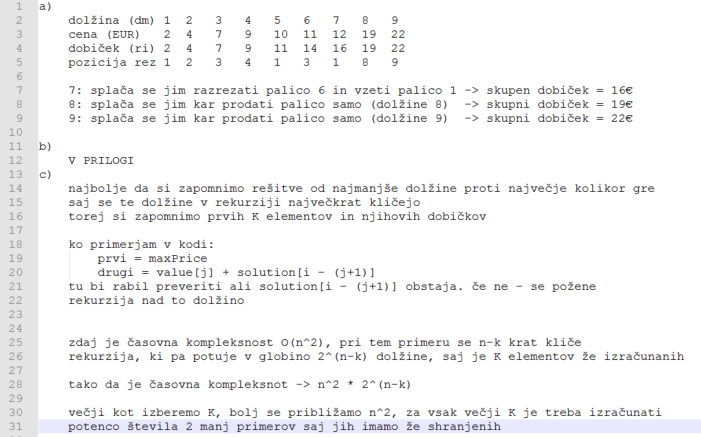 1 a)
2 dolžina (dm) 1 2 3 4 5 6 7 8 9
3 cena (EUR) 2 4 7 9 10 11 12 19 22
4 dobiček (ri) 2 4 7 9 11 14 16 19 22
5 pozicija rez 1 2 3 4 1 3 1 8 9
6
7 7: splača se jim razrezati palico 6 in vzeti palico 1 -> skupen dobiček = 16€
8 8: splača se jim kar prodati palico samo (dolžine 8) -> skupni dobiček = 19€
9 9: splača se jim kar prodati palico samo (dolžine 9) -> skupni dobiček = 22€
10
11 b)
12 V PRILOGI
13 c)
14 najbolje da si zapomnimo rešitve od najmanjše dolžine proti največje kolikor gre
15 saj se te dolžine v rekurziji največkrat kličejo
16 torej si zapomnimo prvih K elementov in njihovih dobičkov
17
18 ko primerjam v kodi:
19 prvi = maxPrice
20 drugi = value[j] + solution[i - (j+1)]
21 tu bi rabil preveriti ali solution[i - (j+1)] obstaja. če ne - se požene
22 rekurzija nad to dolžino
23
24
25 zdaj je časovna kompleksnost O(n^2), pri tem primeru se n-k krat kliče
26 rekurzija, ki pa potuje v globino 2^(n-k) dolžine, saj je K elementov že izračunanih
27
28 tako da je časovna kompleksnot -> n^2 * 2^(n-k)
29
30 večji kot izberemo K, bolj se približamo n^2, za vsak večji K je treba izračunati
31 potenco števila 2 manj primerov saj jih imamo že shranjenih